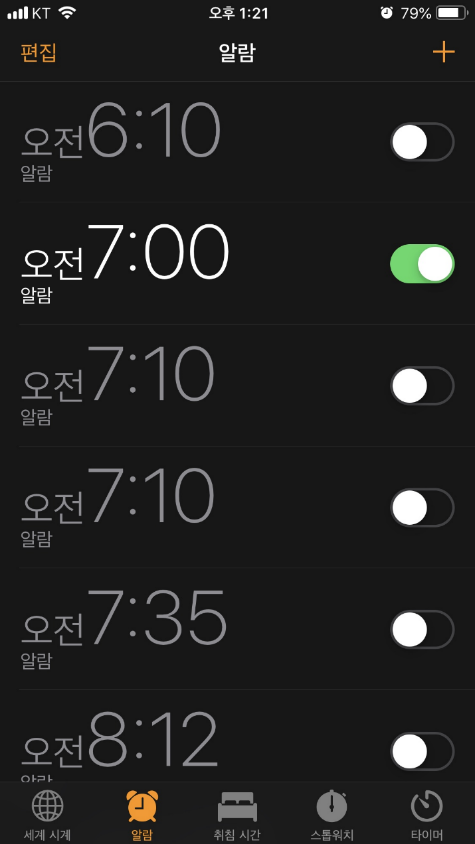 KT 오후 1:21 79%
편집 알람 +
오전6:10
알람
오전7:00
알람
오전7:10
알람
오전7:10
알람
오전7:35
알람
오전8:12
알람
세계 시계 알람 취침 시간 스톱워치 타이머